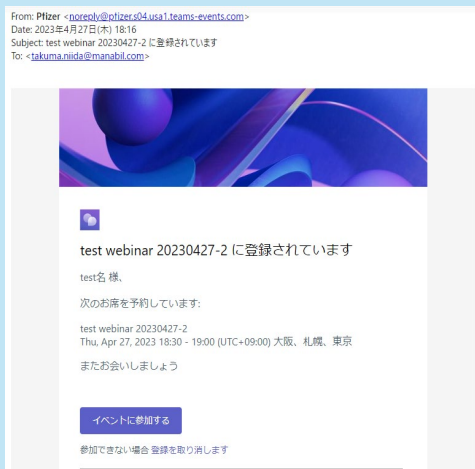 From: Pfizer <noreply@pfizer.s04.usa1.teams-events.com>
Date: 2023年4月27日(木) 18:16
Subject: test webinar 20230427-2 に登録されています
To: <takuma.niida@manabil.com>
test webinar 20230427-2 に登録されています
test名 様、
次のお席を予約しています:
test webinar 20230427-2
Thu, Apr 27, 2023 18:30 - 19:00 (UTC+09:00) 大阪、札幌、東京
またお会いしましょう
イベントに参加する
参加できない場合 登録を取り消します